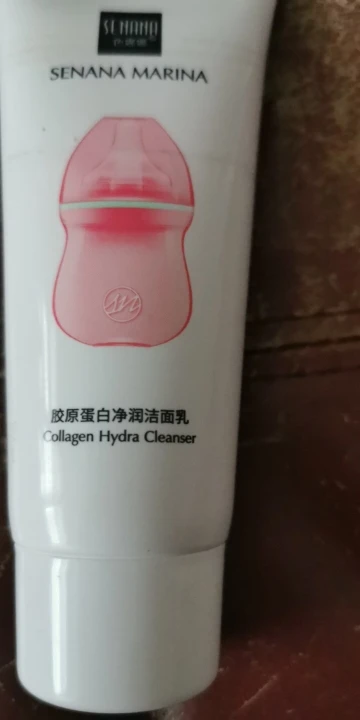 SENANA
SENANA MARINA
胶原蛋白净润洁面乳
Collagen Hydra Cleanser